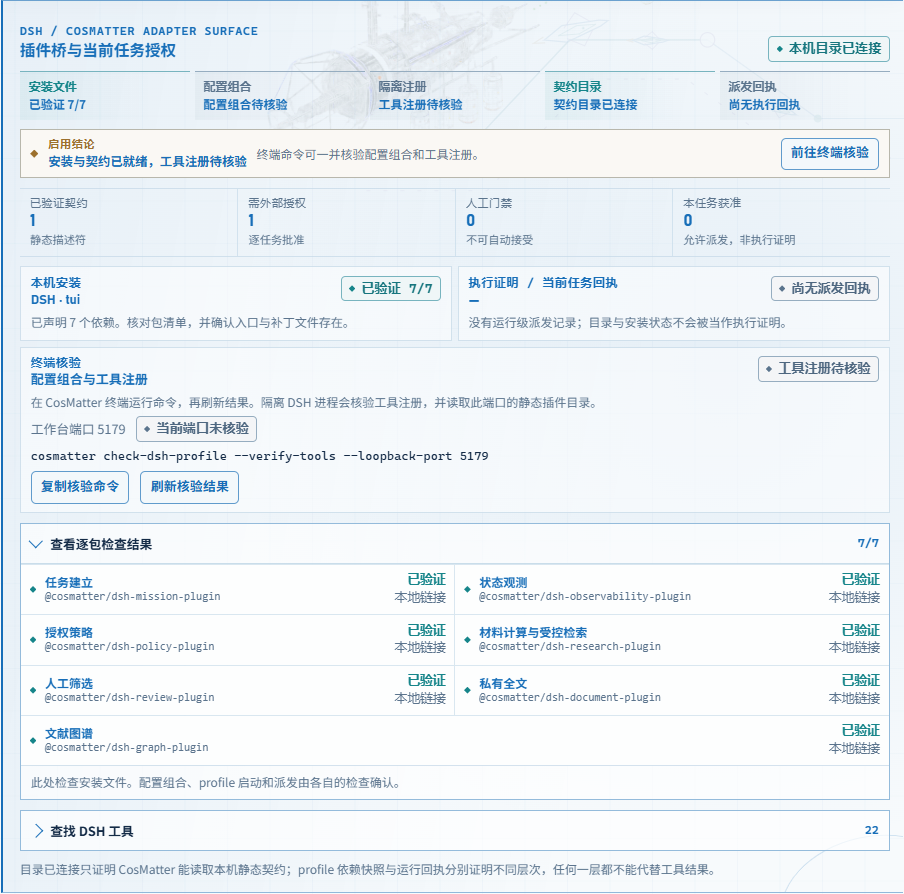 DSH / COSMATTER ADAPTER SURFACE
插件桥与当前任务授权
本机目录已连接
安装文件
已验证 7/7
配置组合
配置组合待核验
隔离注册
工具注册待核验
契约目录
契约目录已连接
派发回执
尚无执行回执
启用结论
安装与契约已就绪，工具注册待核验
终端命令可一并核验配置组合和工具注册。
前往终端核验
已验证契约
1
静态描述符
需外部授权
1
逐任务批准
人工门禁
0
不可自动接受
本任务获准
0
允许派发，非执行证明
本机安装
DSH · tui
已验证 7/7
已声明 7 个依赖。核对包清单，并确认入口与补丁文件存在。
执行证明 / 当前任务回执
—
尚无派发回执
没有运行级派发记录；目录与安装状态不会被当作执行证明。
终端核验
配置组合与工具注册
工具注册待核验
在 CosMatter 终端运行命令，再刷新结果。隔离 DSH 进程会核验工具注册，并读取此端口的静态插件目录。
工作台端口 5179
当前端口未核验
cosmatter check-dsh-profile --verify-tools --loopback-port 5179
复制核验命令
刷新核验结果
查看逐包检查结果
7/7
任务建立
@cosmatter/dsh-mission-plugin
已验证
本地链接
状态观测
@cosmatter/dsh-observability-plugin
已验证
本地链接
授权策略
@cosmatter/dsh-policy-plugin
已验证
本地链接
材料计算与受控检索
@cosmatter/dsh-research-plugin
已验证
本地链接
人工筛选
@cosmatter/dsh-review-plugin
已验证
本地链接
私有全文
@cosmatter/dsh-document-plugin
已验证
本地链接
文献图谱
@cosmatter/dsh-graph-plugin
已验证
本地链接
此处检查安装文件。配置组合、profile 启动和派发由各自的检查确认。
查找 DSH 工具
22
目录已连接只证明 CosMatter 能读取本机静态契约；profile 依赖快照与运行回执分别证明不同层次，任何一层都不能代替工具结果。